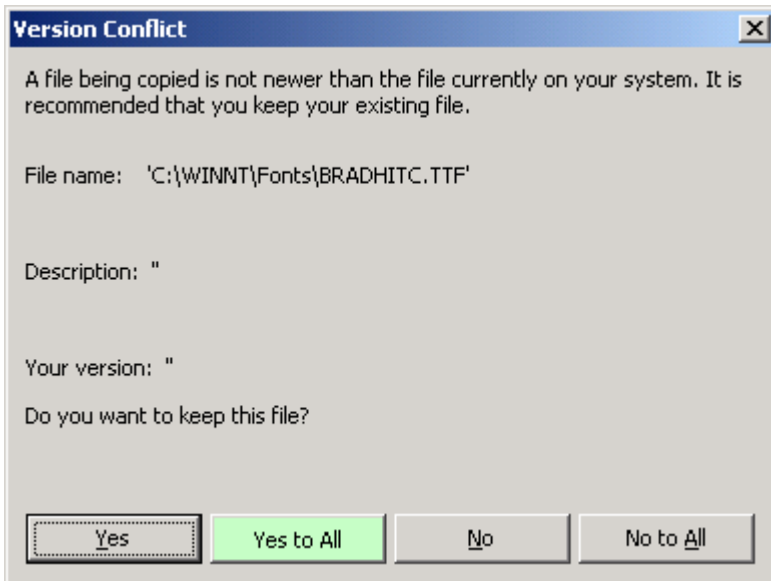 Version Conflict
A file being copied is not newer than the file currently on your system. It is
recommended that you keep your existing file.
File name: 'C:\WINNT\Fonts\BRADHITC.TTF'
Description: ''
Your version: ''
Do you want to keep this file?
Yes Yes to All No No to All